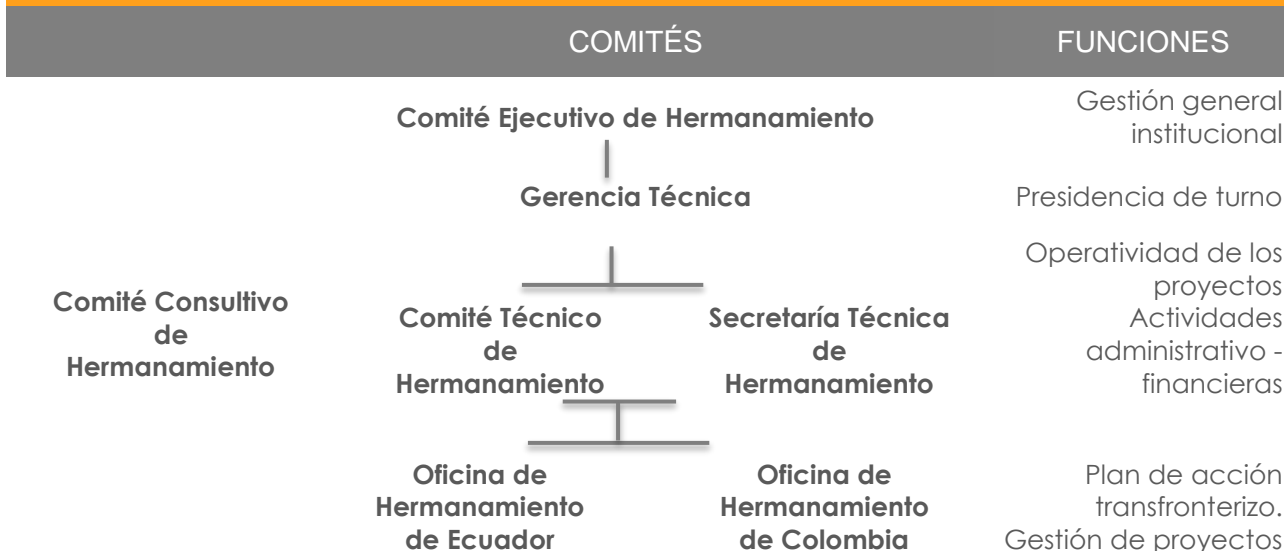 COMITÉS
FUNCIONES
Comité Ejecutivo de Hermanamiento
Gestión general
institucional
Gerencia Técnica
Presidencia de turno
Comité Consultivo
de
Hermanamiento
Comité Técnico
de
Hermanamiento
Secretaría Técnica
de
Hermanamiento
Operatividad de los
proyectos
Actividades
administrativo -
financieras
Oficina de
Hermanamiento
de Ecuador
Oficina de
Hermanamiento
de Colombia
Plan de acción
transfronterizo.
Gestión de proyectos